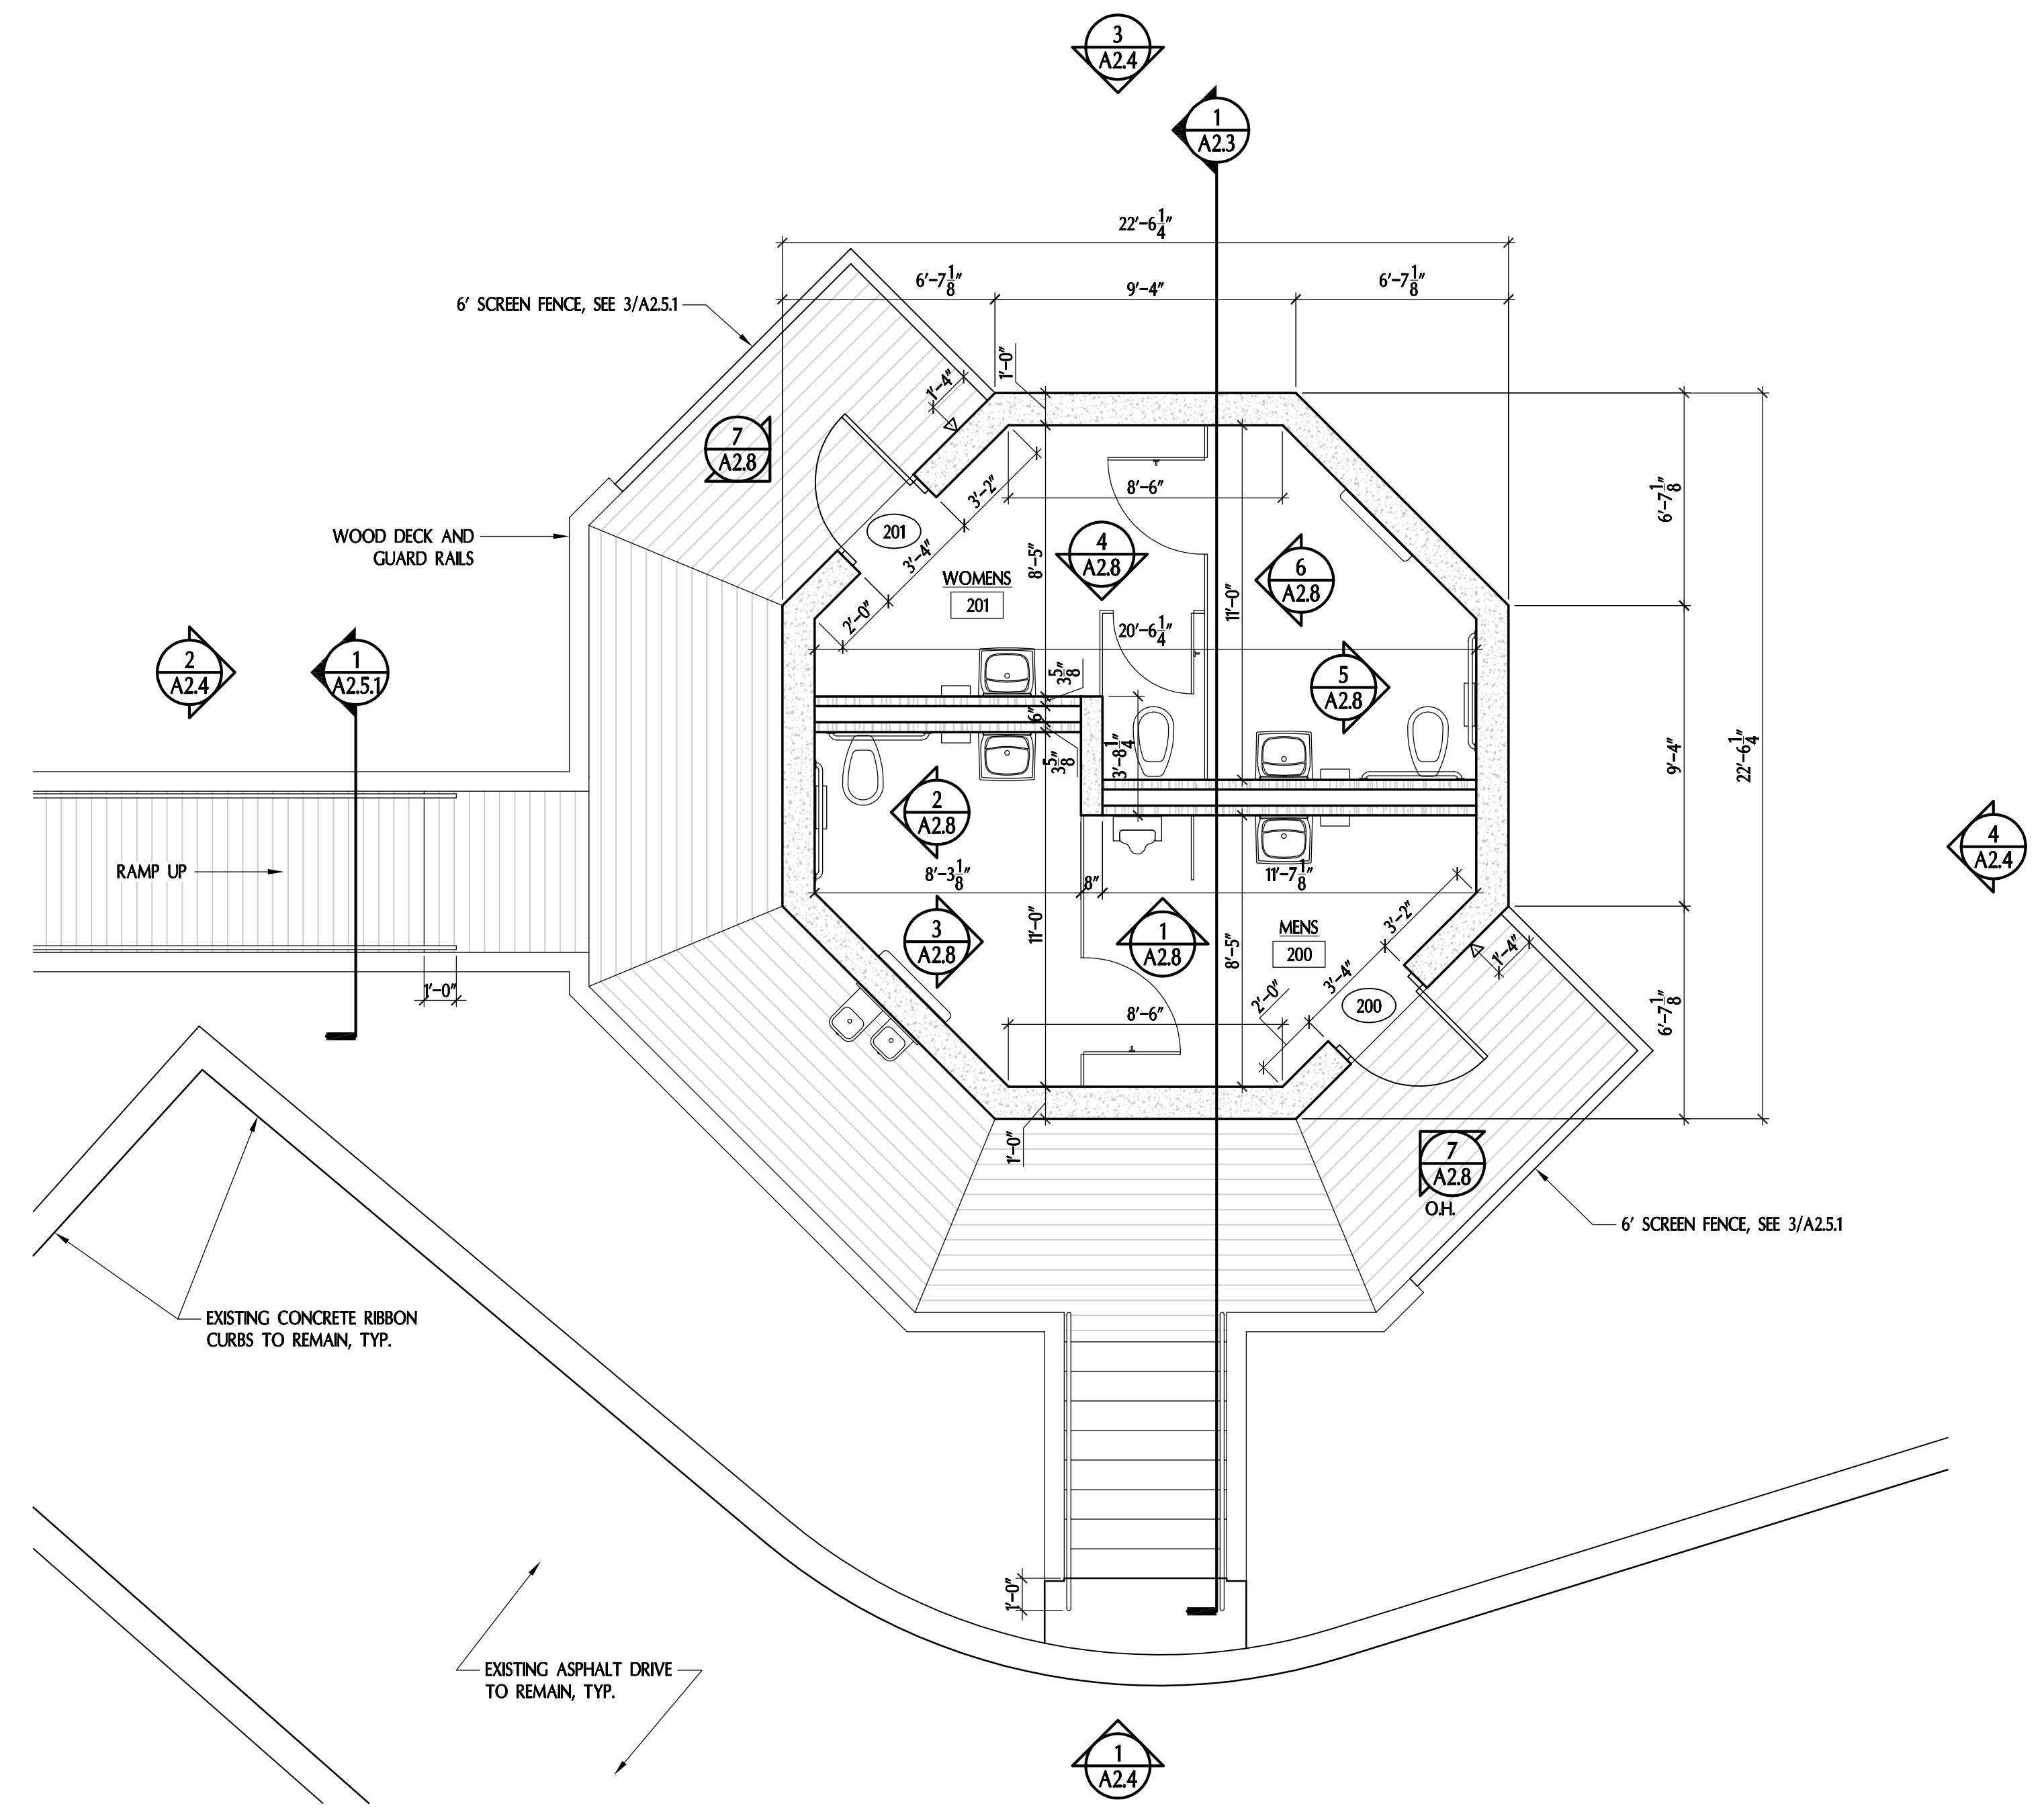 3
A2.4
1
A2.3
22'-6 1/4"
6'-7 1/8"
9'-4"
6'-7 1/8"
6' SCREEN FENCE, SEE 3/A2.5.1
1'-0"
1'-4"
7
A2.8
3'-2"
8'-6"
6'-7 1/8"
201
3'-4"
WOOD DECK AND
GUARD RAILS
4
A2.8
8'-5"
6
A2.8
WOMENS
201
11'-0"
2'-0"
20'-6 1/4"
2
A2.4
1
A2.5.1
3 5/8"
5
A2.8
6"
3 5/8"
3'-8 1/4"
9'-4"
22'-6 1/4"
2
A2.8
4
A2.4
RAMP UP
8'-3 1/8"
8"
11'-7 1/8"
3'-2"
3
A2.8
11'-0"
1
A2.8
8'-5"
MENS
200
1'-4"
3'-4"
2'-0"
200
1'-0"
8'-6"
6'-7 1/8"
1'-0"
7
A2.8
O.H.
6' SCREEN FENCE, SEE 3/A2.5.1
EXISTING CONCRETE RIBBON
CURBS TO REMAIN, TYP.
1'-0"
EXISTING ASPHALT DRIVE
TO REMAIN, TYP.
1
A2.4